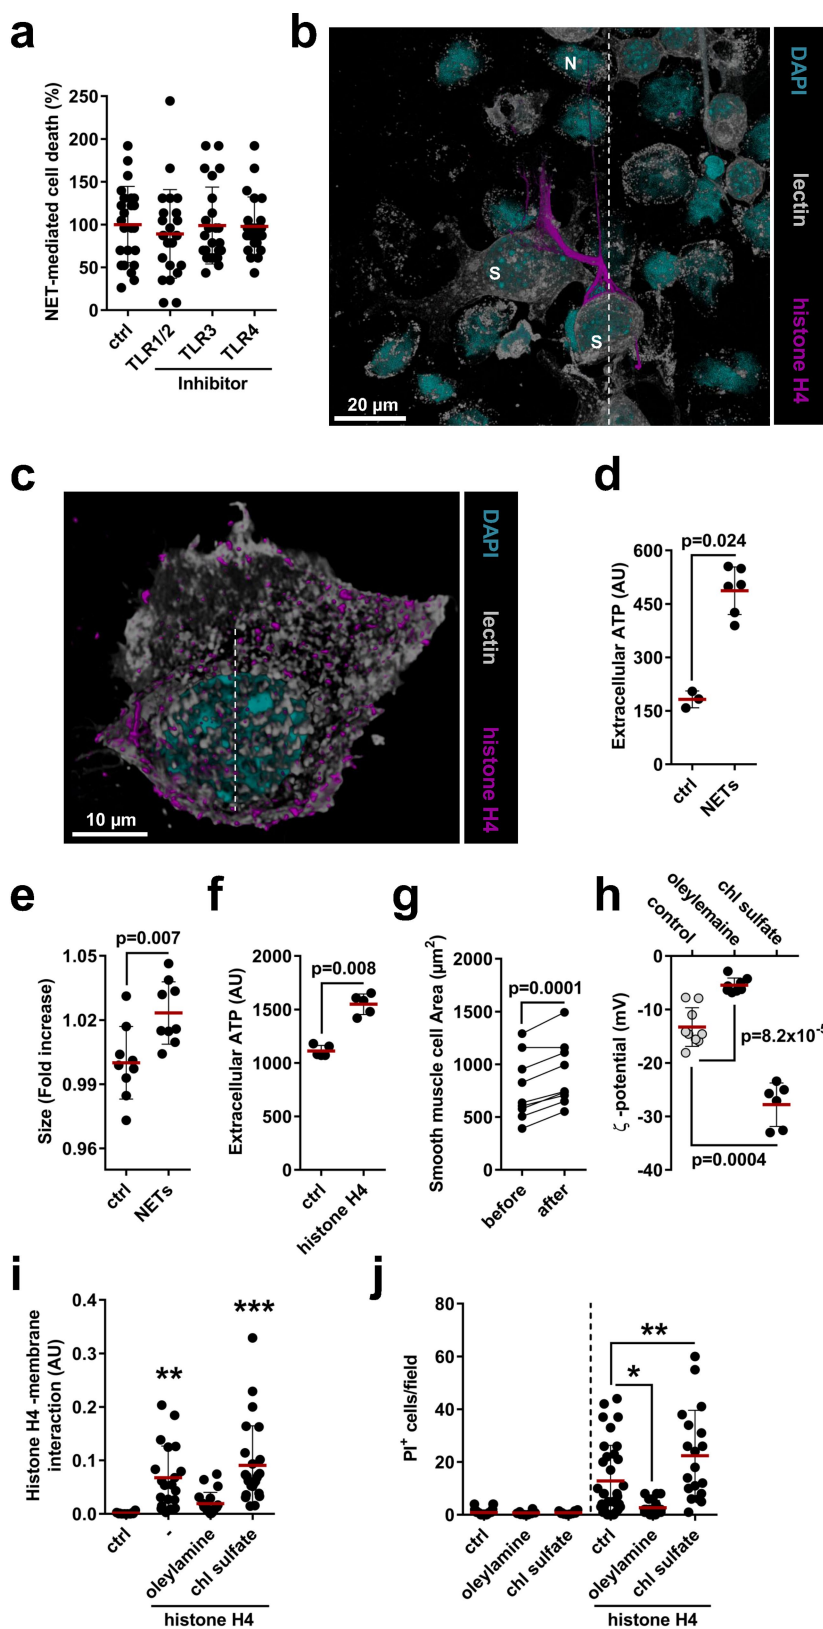 a
NET-mediated cell death (%)
250
200
150
100
50
0
ctrl
TLR1/2
TLR3
TLR4
Inhibitor
b
N
S
S
20 µm
DAPI
lectin
histone H4
c
10 µm
DAPI
lectin
histone H4
d
p=0.024
Extracellular ATP (AU)
600
450
300
150
0
ctrl
NETs
e
p=0.007
Size (Fold increase)
1.05
1.02
0.99
0.96
ctrl
NETs
f
p=0.008
Extracellular ATP (AU)
2000
1500
1000
500
0
ctrl
histone H4
g
p=0.0001
Smooth muscle cell Area (µm²)
2000
1500
1000
500
0
before
after
h
control
oleylemaine
chl sulfate
ζ -potential (mV)
0
-10
-20
-30
-40
p=8.2x10⁻⁵
p=0.0004
i
Histone H4 -membrane
interaction (AU)
0.4
0.3
0.2
0.1
0.0
**
***
ctrl
-
oleylamine
chl sulfate
histone H4
j
PI⁺ cells/field
80
60
40
20
0
**
*
ctrl
oleylamine
chl sulfate
ctrl
oleylamine
chl sulfate
histone H4